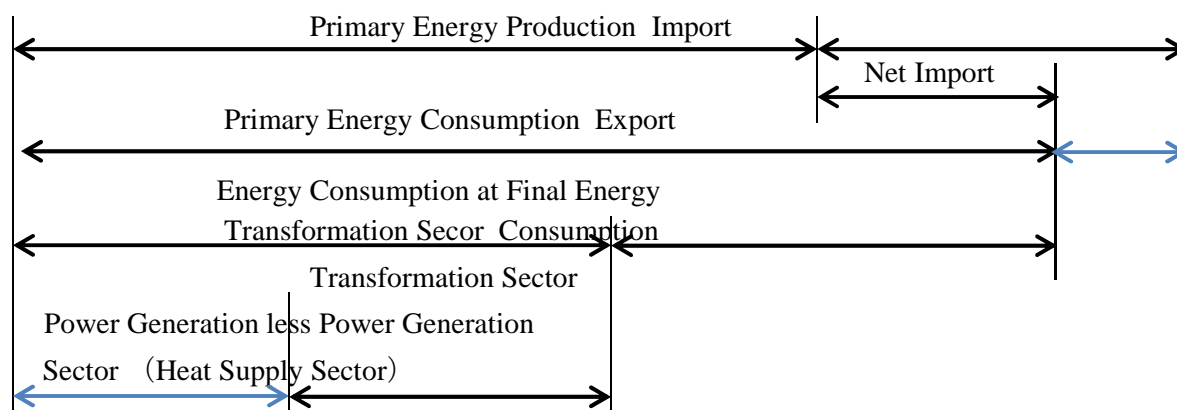 Primary Energy Production Import
Net Import
Primary Energy Consumption Export
Energy Consumption at Final Energy
Transformation Secor Consumption
Transformation Sector
Power Generation less Power Generation
Sector （Heat Supply Sector）